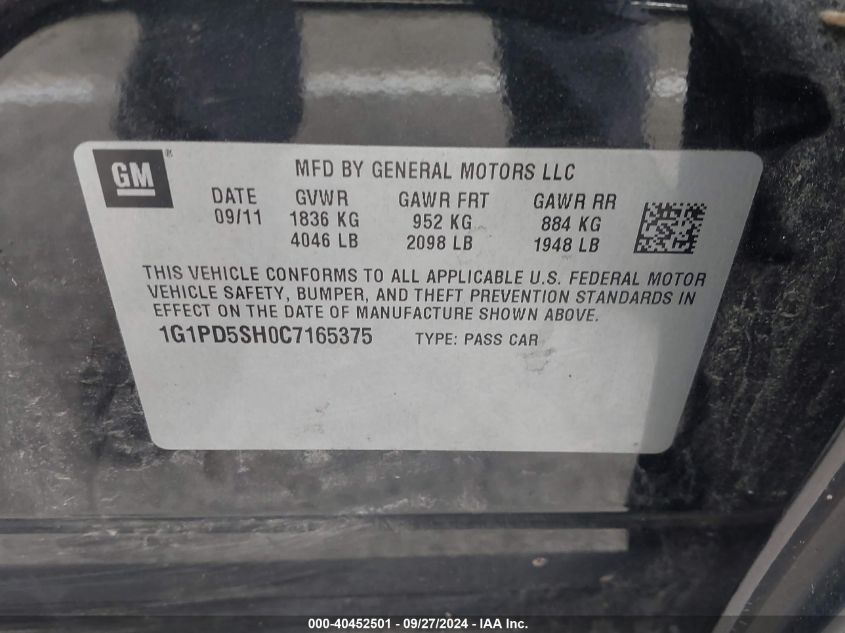 GM®
MFD BY GENERAL MOTORS LLC
DATE GVWR GAWR FRT GAWR RR
09/11 1836 KG 952 KG 884 KG
4046 LB 2098 LB 1948 LB
THIS VEHICLE CONFORMS TO ALL APPLICABLE U.S. FEDERAL MOTOR
VEHICLE SAFETY, BUMPER, AND THEFT PREVENTION STANDARDS IN
EFFECT ON THE DATE OF MANUFACTURE SHOWN ABOVE.
1G1PD5SH0C7165375 TYPE: PASS CAR
000-40452501 - 09/27/2024 - IAA Inc.